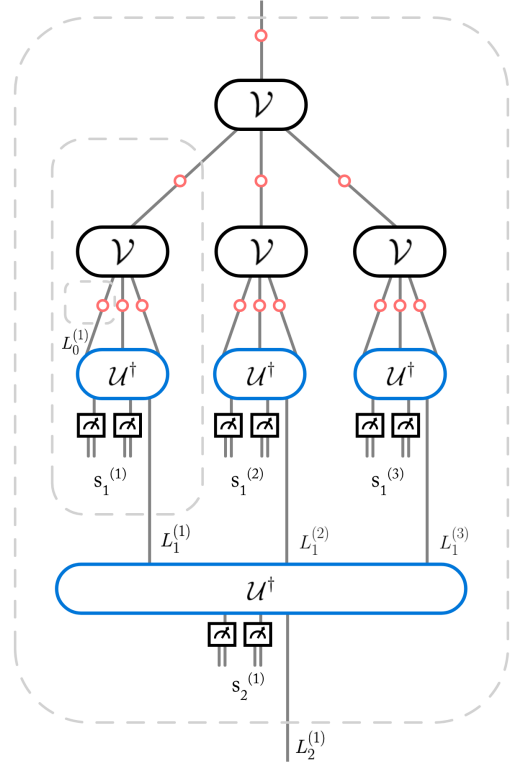 𝒱
𝒱 𝒱 𝒱
L₀⁽¹⁾
𝒰† 𝒰† 𝒰†
s₁⁽¹⁾ s₁⁽²⁾ s₁⁽³⁾
L₁⁽¹⁾ L₁⁽²⁾ L₁⁽³⁾
𝒰†
s₂⁽¹⁾
L₂⁽¹⁾